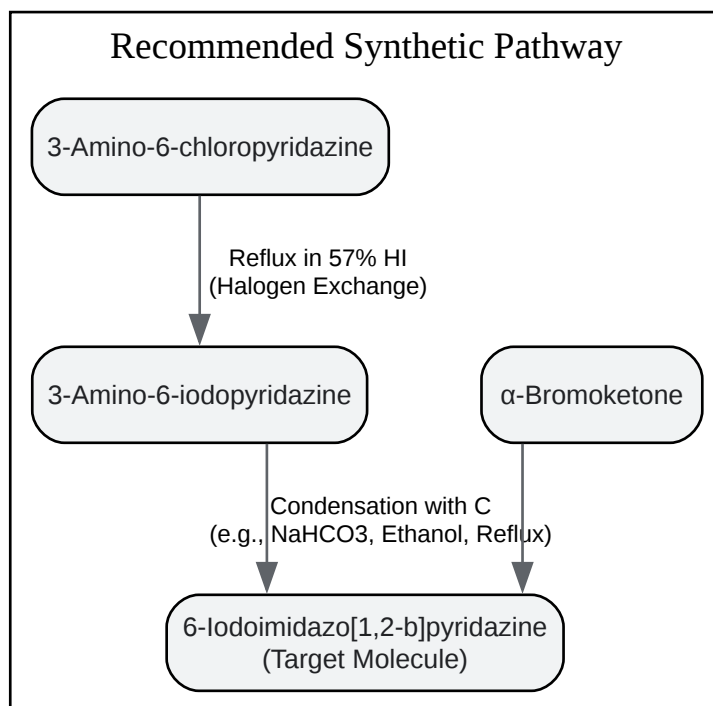 Recommended Synthetic Pathway
3-Amino-6-chloropyridazine
Reflux in 57% HI
(Halogen Exchange)
3-Amino-6-iodopyridazine
α-Bromoketone
Condensation with C
(e.g., NaHCO3, Ethanol, Reflux)
6-Iodoimidazo[1,2-b]pyridazine
(Target Molecule)